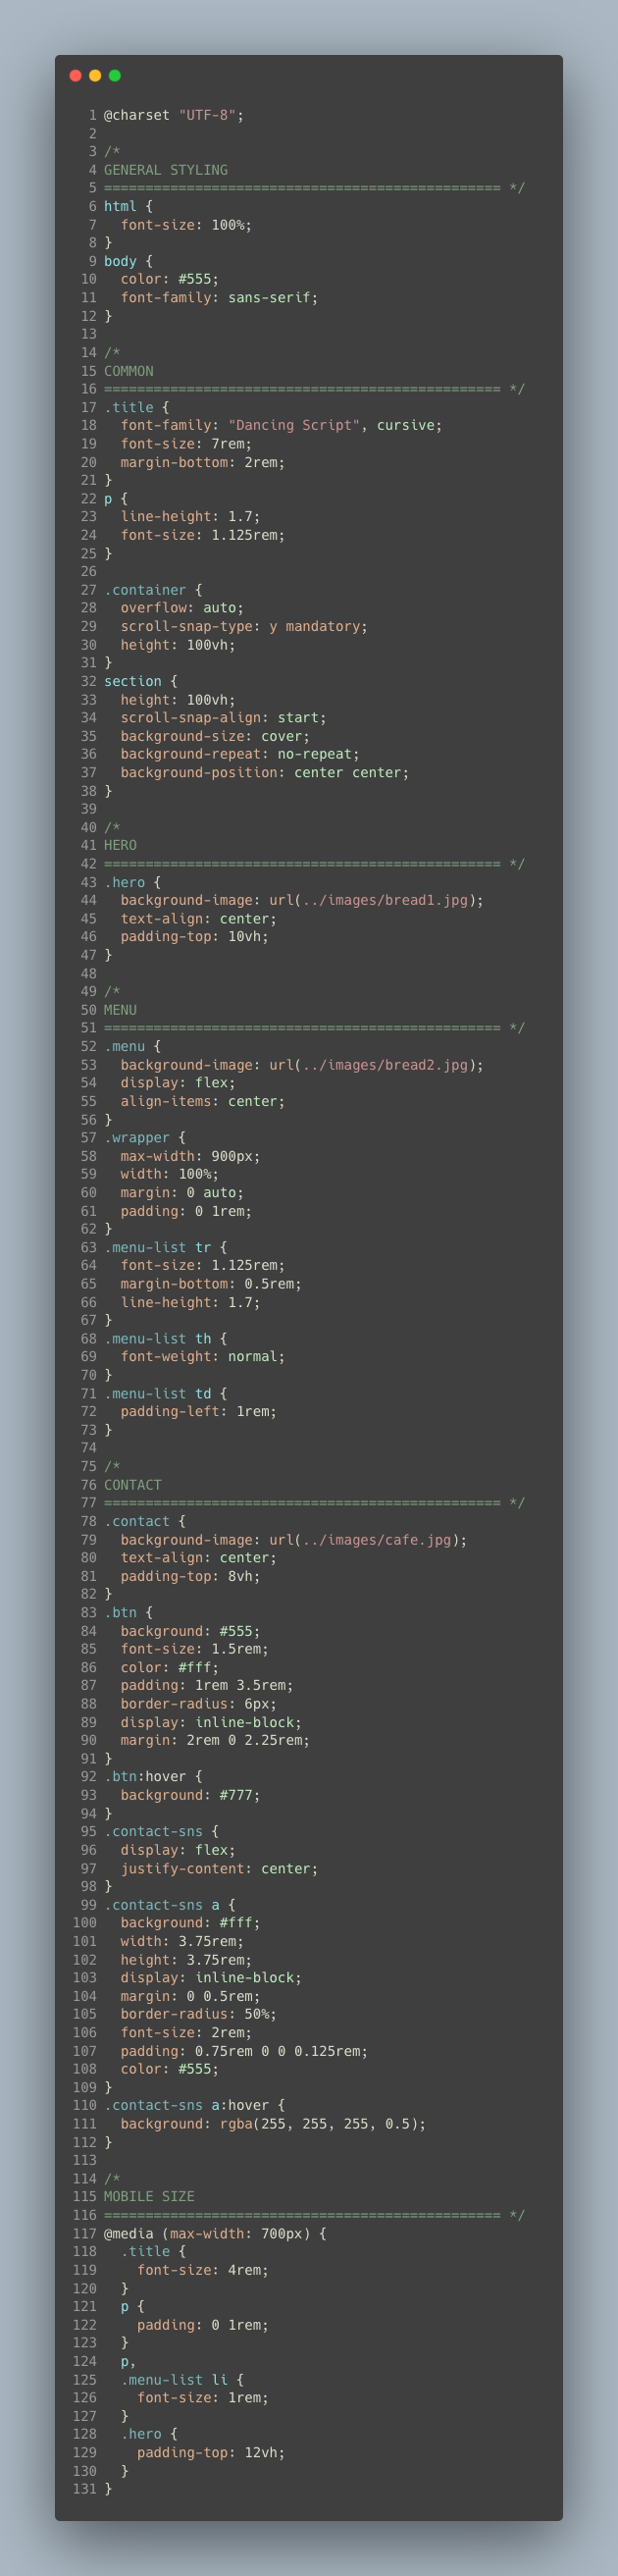 1 @charset "UTF-8";
2
3 /*
4 GENERAL STYLING
5 ================================================ */
6 html {
7   font-size: 100%;
8 }
9 body {
10   color: #555;
11   font-family: sans-serif;
12 }
13
14 /*
15 COMMON
16 ================================================ */
17 .title {
18   font-family: "Dancing Script", cursive;
19   font-size: 7rem;
20   margin-bottom: 2rem;
21 }
22 p {
23   line-height: 1.7;
24   font-size: 1.125rem;
25 }
26
27 .container {
28   overflow: auto;
29   scroll-snap-type: y mandatory;
30   height: 100vh;
31 }
32 section {
33   height: 100vh;
34   scroll-snap-align: start;
35   background-size: cover;
36   background-repeat: no-repeat;
37   background-position: center center;
38 }
39
40 /*
41 HERO
42 ================================================ */
43 .hero {
44   background-image: url(../images/bread1.jpg);
45   text-align: center;
46   padding-top: 10vh;
47 }
48
49 /*
50 MENU
51 ================================================ */
52 .menu {
53   background-image: url(../images/bread2.jpg);
54   display: flex;
55   align-items: center;
56 }
57 .wrapper {
58   max-width: 900px;
59   width: 100%;
60   margin: 0 auto;
61   padding: 0 1rem;
62 }
63 .menu-list tr {
64   font-size: 1.125rem;
65   margin-bottom: 0.5rem;
66   line-height: 1.7;
67 }
68 .menu-list th {
69   font-weight: normal;
70 }
71 .menu-list td {
72   padding-left: 1rem;
73 }
74
75 /*
76 CONTACT
77 ================================================ */
78 .contact {
79   background-image: url(../images/cafe.jpg);
80   text-align: center;
81   padding-top: 8vh;
82 }
83 .btn {
84   background: #555;
85   font-size: 1.5rem;
86   color: #fff;
87   padding: 1rem 3.5rem;
88   border-radius: 6px;
89   display: inline-block;
90   margin: 2rem 0 2.25rem;
91 }
92 .btn:hover {
93   background: #777;
94 }
95 .contact-sns {
96   display: flex;
97   justify-content: center;
98 }
99 .contact-sns a {
100   background: #fff;
101   width: 3.75rem;
102   height: 3.75rem;
103   display: inline-block;
104   margin: 0 0.5rem;
105   border-radius: 50%;
106   font-size: 2rem;
107   padding: 0.75rem 0 0 0.125rem;
108   color: #555;
109 }
110 .contact-sns a:hover {
111   background: rgba(255, 255, 255, 0.5);
112 }
113
114 /*
115 MOBILE SIZE
116 ================================================ */
117 @media (max-width: 700px) {
118   .title {
119     font-size: 4rem;
120   }
121   p {
122     padding: 0 1rem;
123   }
124   p,
125   .menu-list li {
126     font-size: 1rem;
127   }
128   .hero {
129     padding-top: 12vh;
130   }
131 }